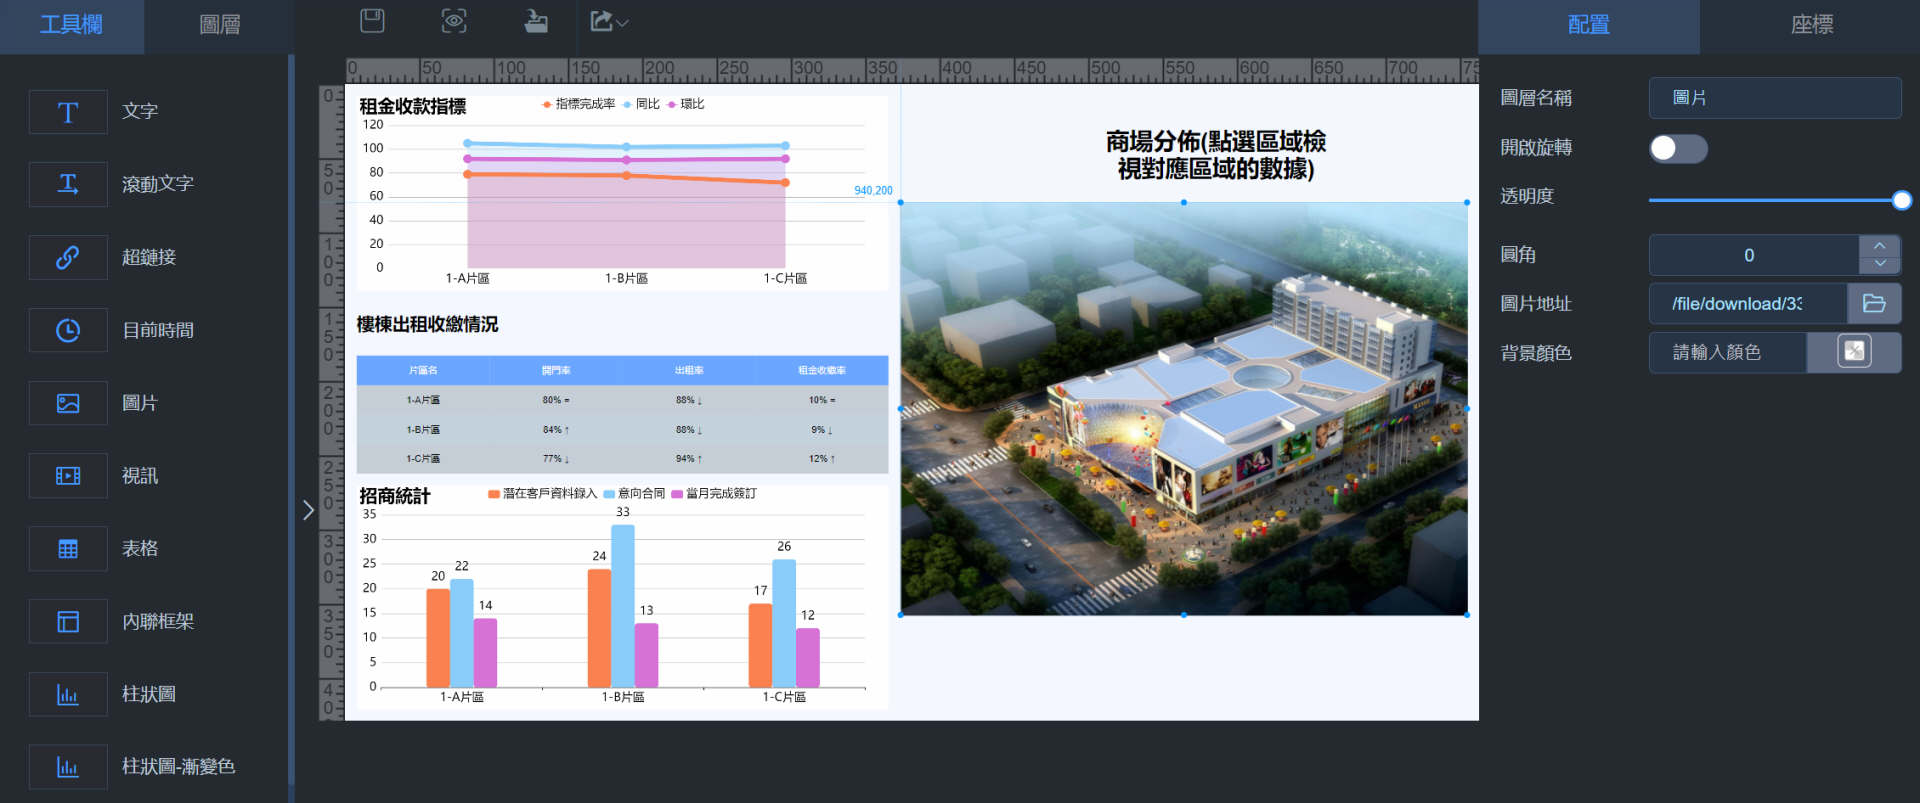 工具欄
圖層
配置
座標
文字
滾動文字
超鏈接
目前時間
圖片
視訊
表格
內聯框架
柱狀圖
柱狀圖-漸變色
0 50 100 150 200 250 300 350 400 450 500 550 600 650 700 75
0 50 100 150 200 250 300 350 40
租金收款指標
指標完成率 同比 環比
120
100
80
60
40
20
0
1-A片區 1-B片區 1-C片區
940,200
樓棟出租收繳情況
片區名 開門率 出租率 租金收繳率
1-A片區 80% = 88% ↓ 10% =
1-B片區 84% ↑ 88% ↓ 9% ↓
1-C片區 77% ↓ 94% ↑ 12% ↑
招商統計
潛在客戶資料錄入 意向合同 當月完成簽訂
35
30
25
20
15
10
5
0
20 22 14
24 33 13
17 26 12
1-A片區 1-B片區 1-C片區
商場分佈(點選區域檢
視對應區域的數據)
圖層名稱 圖片
開啟旋轉
透明度
圓角 0
圖片地址 /file/download/33
背景顏色 請輸入顏色